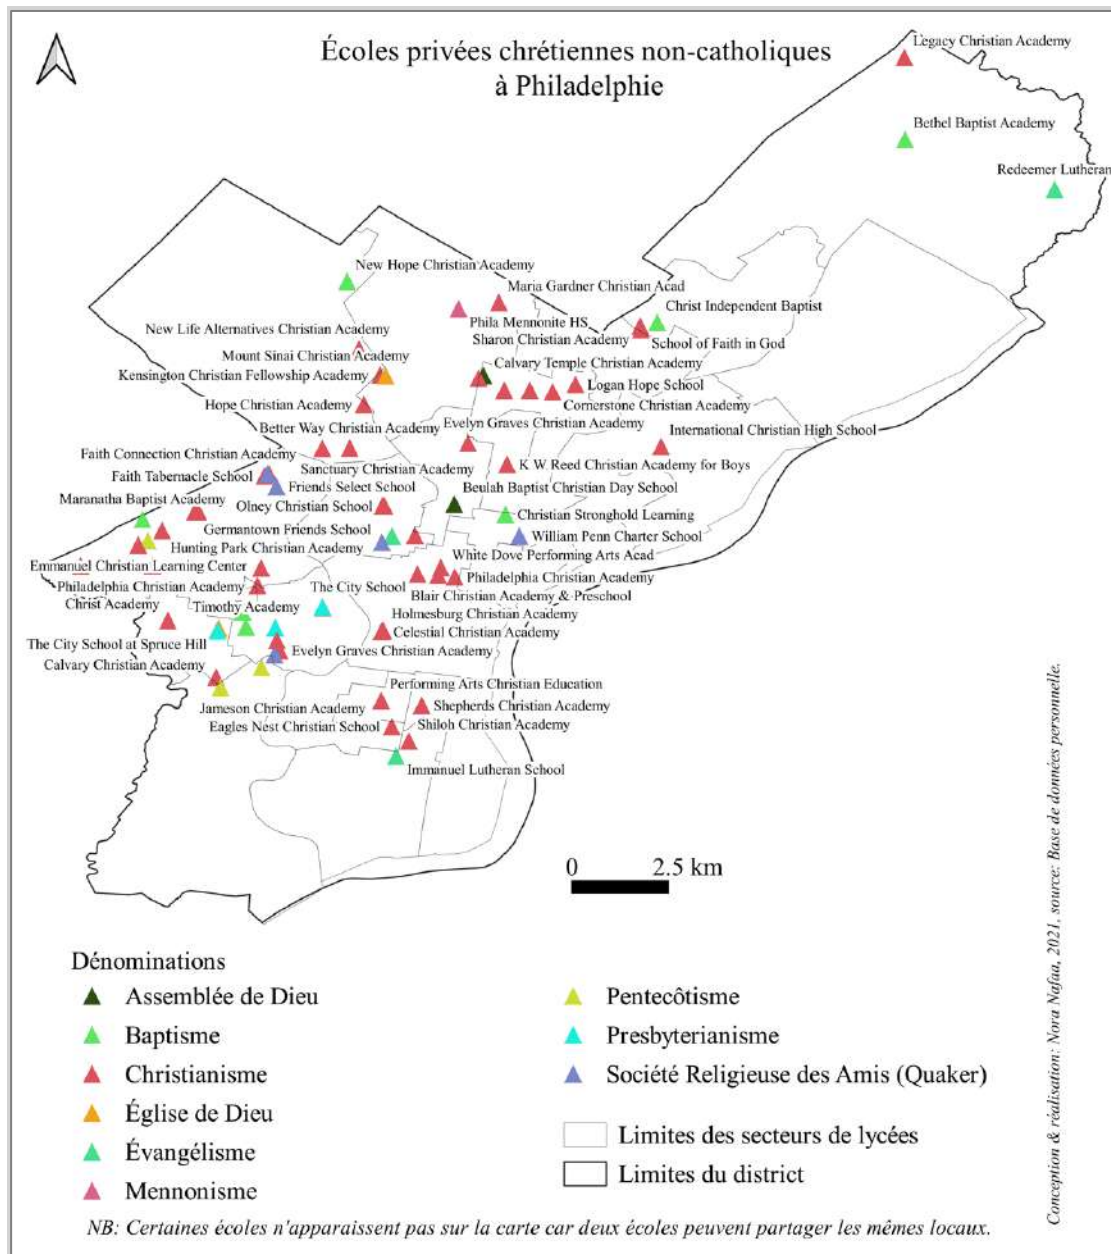 Écoles privées chrétiennes non-catholiques
à Philadelphie
Legacy Christian Academy
Bethel Baptist Academy
Redeemer Lutheran
New Hope Christian Academy
Maria Gardner Christian Acad
Christ Independent Baptist
Phila Mennonite HS
New Life Alternatives Christian Academy
Sharon Christian Academy
School of Faith in God
Mount Sinai Christian Academy
Calvary Temple Christian Academy
Kensington Christian Fellowship Academy
Logan Hope School
Hope Christian Academy
Cornerstone Christian Academy
Better Way Christian Academy
Evelyn Graves Christian Academy
International Christian High School
Faith Connection Christian Academy
Sanctuary Christian Academy
K W Reed Christian Academy for Boys
Faith Tabernacle School
Friends Select School
Beulah Baptist Christian Day School
Maranatha Baptist Academy
Olney Christian School
Christian Stronghold Learning
Germantown Friends School
William Penn Charter School
Hunting Park Christian Academy
White Dove Performing Arts Acad
Emmanuel Christian Learning Center
Philadelphia Christian Academy
Philadelphia Christian Academy
The City School
Blair Christian Academy & Preschool
Christ Academy
Timothy Academy
Holmesburg Christian Academy
Celestial Christian Academy
The City School at Spruce Hill
Evelyn Graves Christian Academy
Calvary Christian Academy
Performing Arts Christian Education
Jameson Christian Academy
Shepherds Christian Academy
Eagles Nest Christian School
Shiloh Christian Academy
Immanuel Lutheran School
0 2.5 km
Dénominations
Assemblée de Dieu
Baptisme
Christianisme
Église de Dieu
Évangélisme
Mennonisme
Pentecôtisme
Presbyterianisme
Société Religieuse des Amis (Quaker)
Limites des secteurs de lycées
Limites du district
NB: Certaines écoles n'apparaissent pas sur la carte car deux écoles peuvent partager les mêmes locaux.
Conception & réalisation: Nora Nafaa, 2021, source: Base de données personnelle.